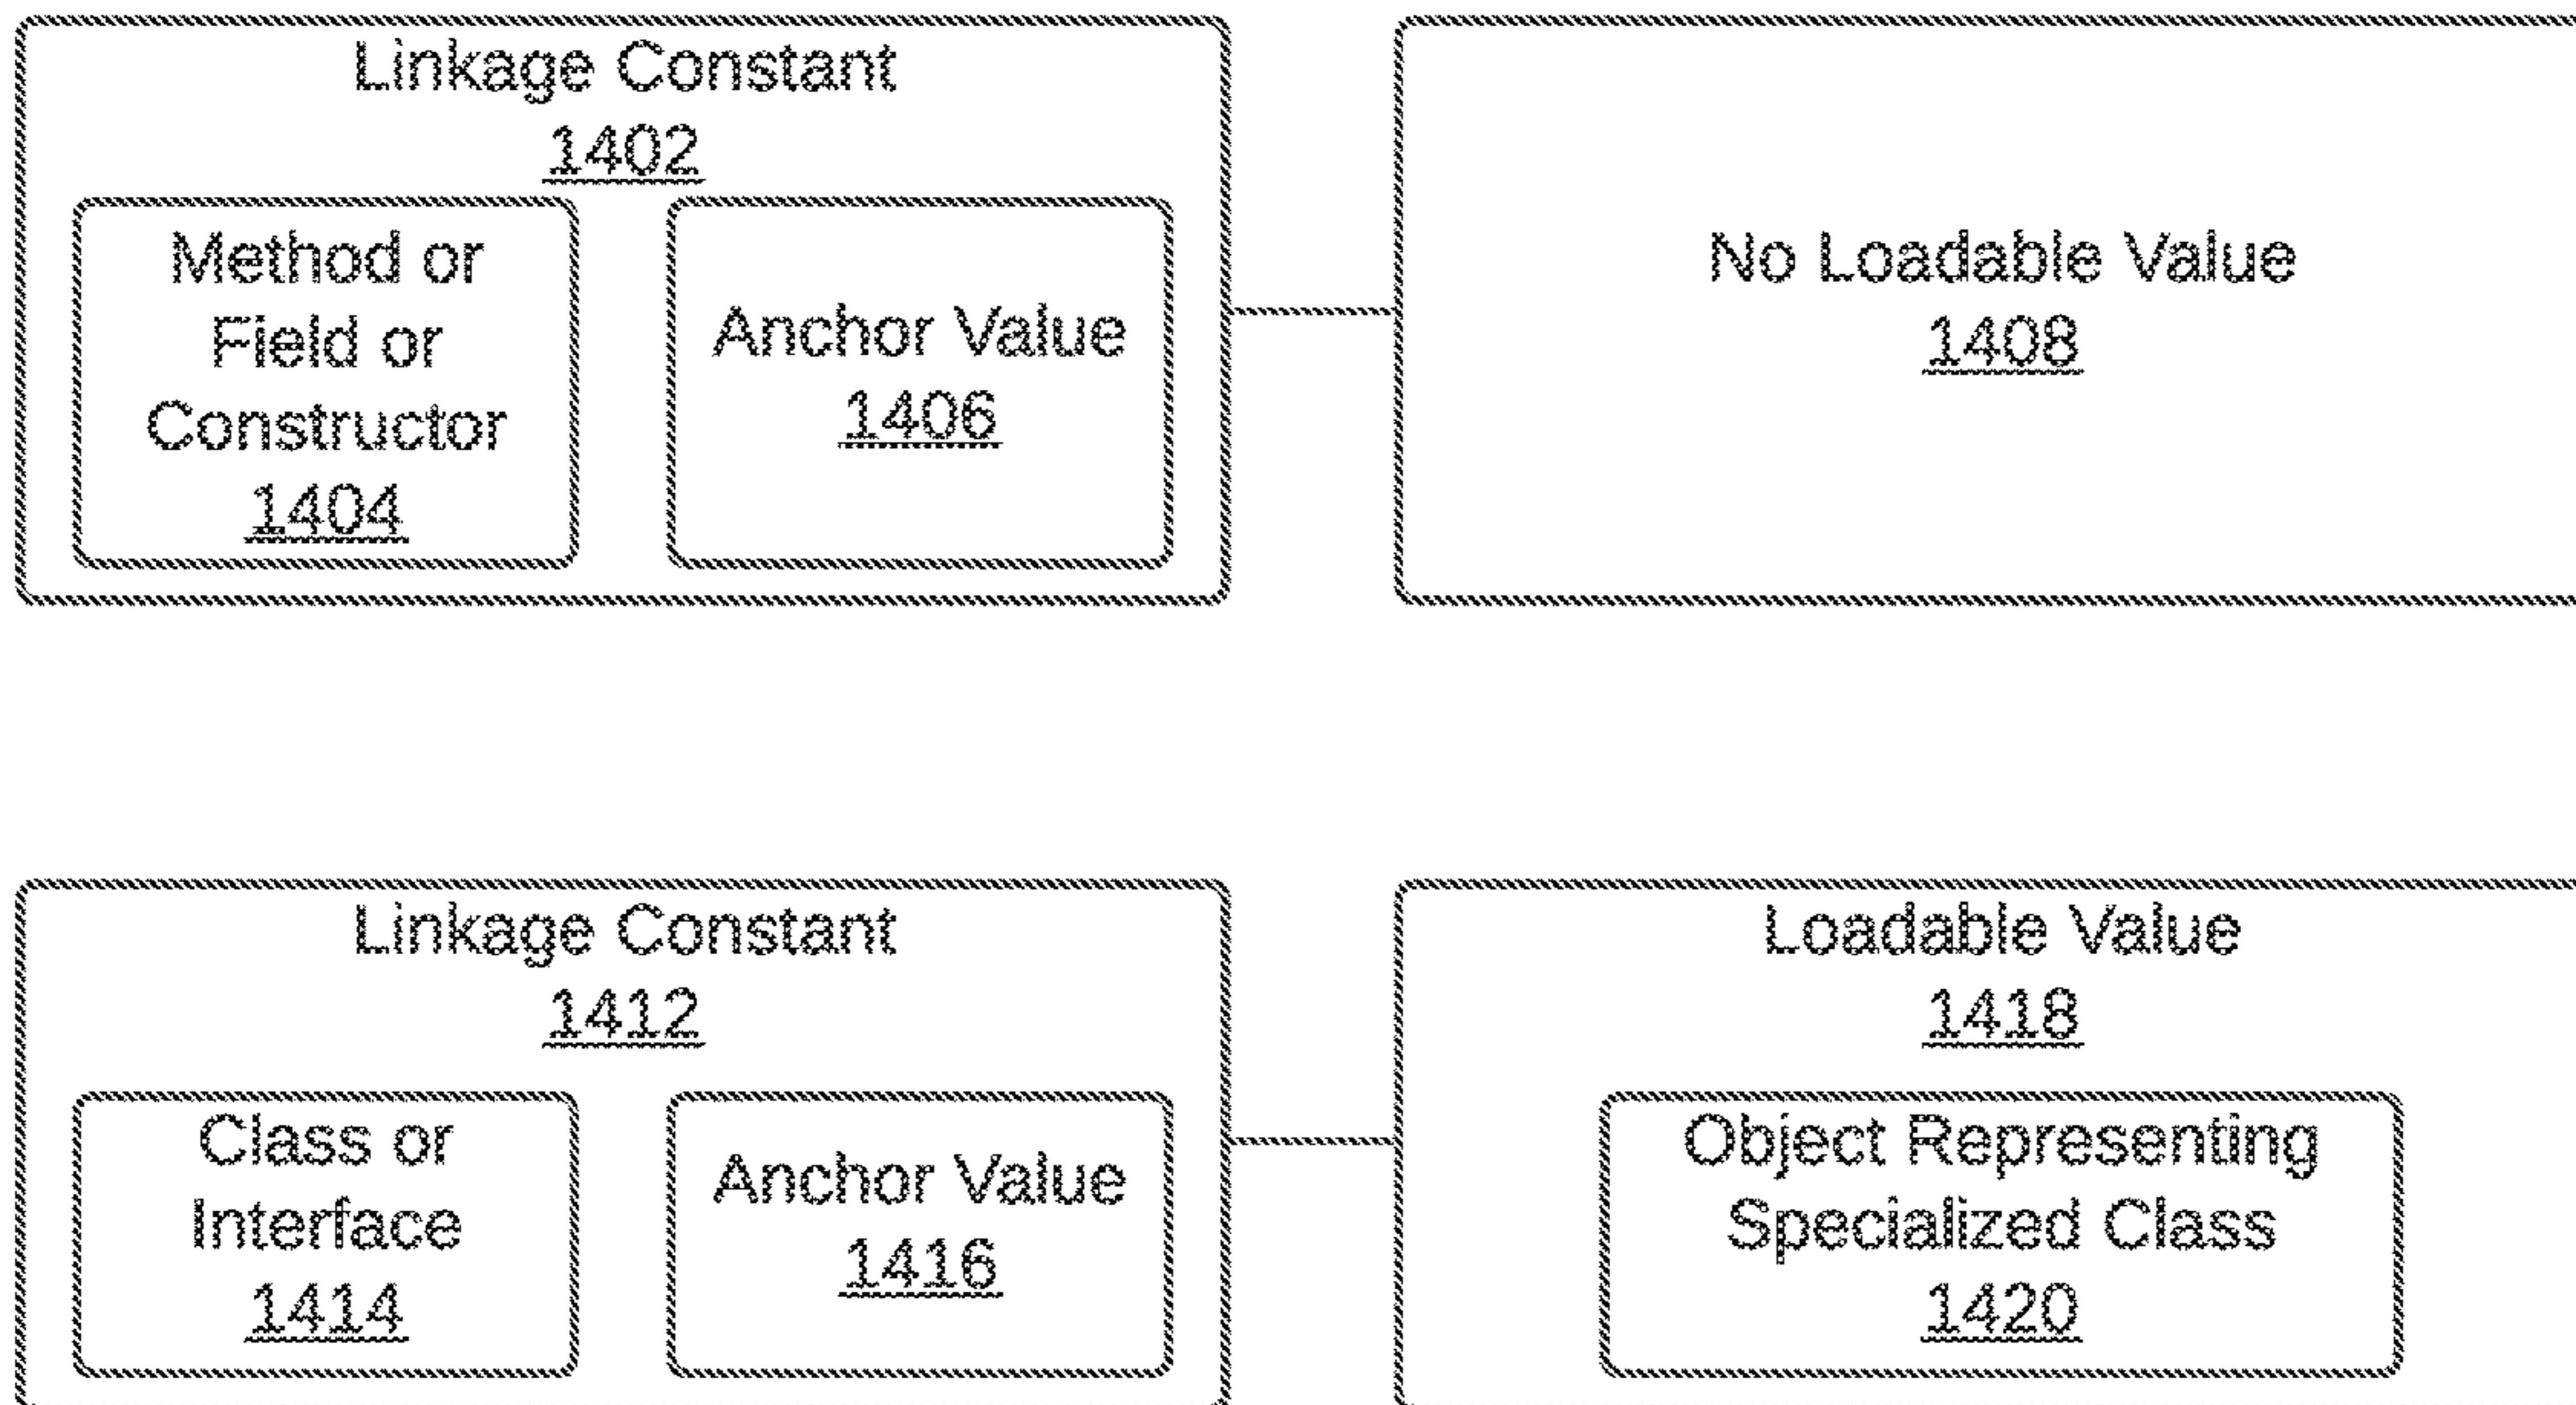 Linkage Constant
1402
Method or
Field or
Constructor
1404
Anchor Value
1406
No Loadable Value
1408
Linkage Constant
1412
Class or
Interface
1414
Anchor Value
1416
Loadable Value
1418
Object Representing
Specialized Class
1420